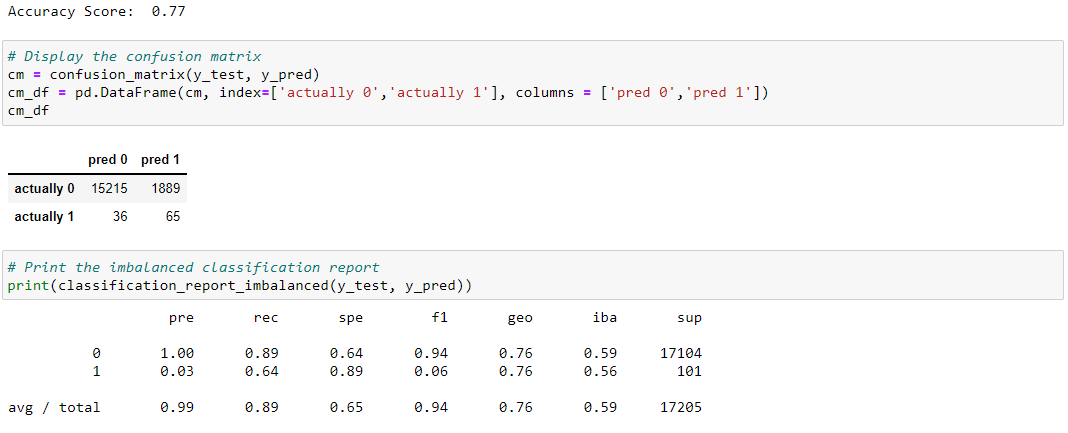 Accuracy Score:  0.77
# Display the confusion matrix
cm = confusion_matrix(y_test, y_pred)
cm_df = pd.DataFrame(cm, index=['actually 0','actually 1'], columns = ['pred 0','pred 1'])
cm_df
pred 0 pred 1
actually 0 15215 1889
actually 1 36 65
# Print the imbalanced classification report
print(classification_report_imbalanced(y_test, y_pred))
pre rec spe f1 geo iba sup
0 1.00 0.89 0.64 0.94 0.76 0.59 17104
1 0.03 0.64 0.89 0.06 0.76 0.56 101
avg / total 0.99 0.89 0.65 0.94 0.76 0.59 17205